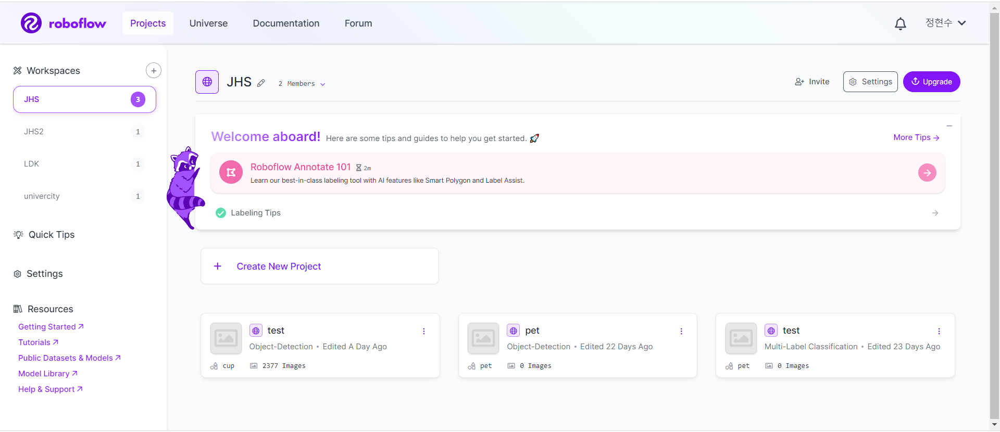 roboflow Projects Universe Documentation Forum 정현수
Workspaces
JHS 3
JHS2 1
LDK 1
univercity 1
Quick Tips
Settings
Resources
Getting Started
Tutorials
Public Datasets & Models
Model Library
Help & Support
JHS 2 Members Invite Settings Upgrade
Welcome aboard! Here are some tips and guides to help you get started. 🚀 More Tips →
Roboflow Annotate 101 2m
Learn our best-in-class labeling tool with AI features like Smart Polygon and Label Assist.
Labeling Tips
+ Create New Project
test
Object-Detection • Edited A Day Ago
cup 2377 Images
pet
Object-Detection • Edited 22 Days Ago
pet 0 Images
test
Multi-Label Classification • Edited 23 Days Ago
pet 0 Images